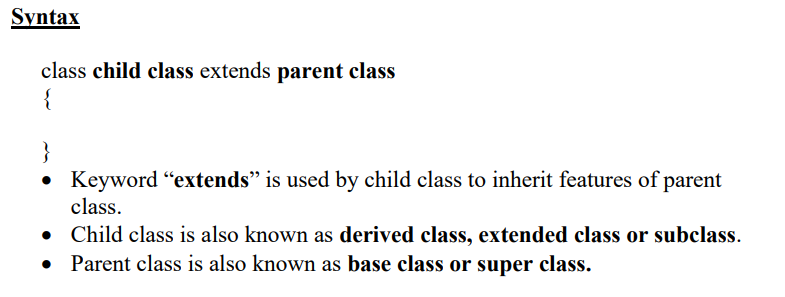 Syntax
class child class extends parent class
{
}
• Keyword “extends” is used by child class to inherit features of parent
class.
• Child class is also known as derived class, extended class or subclass.
• Parent class is also known as base class or super class.